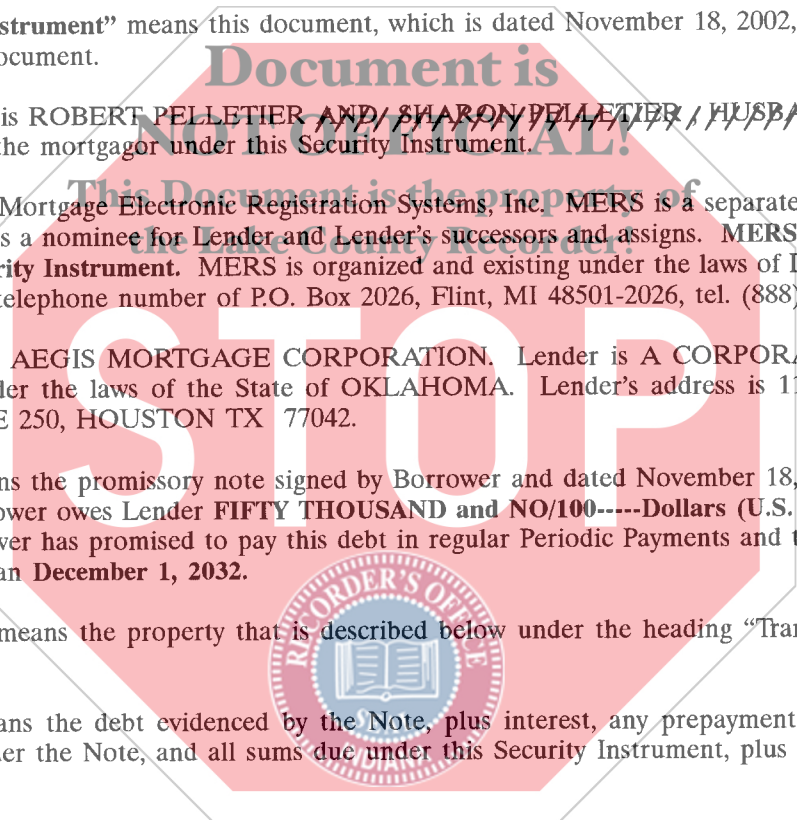 strument” means this document, which is dated November 18, 2002,
ocument.
Document is
is ROBERT PELLETIER AND SHARON PELLETIER, HUSBA
NOT OFFICIAL!
the mortgagor under this Security Instrument.
This Document is the property of
Mortgage Electronic Registration Systems, Inc. MERS is a separate
the Lake County Recorder!
s a nominee for Lender and Lender's successors and assigns. MERS
rity Instrument. MERS is organized and existing under the laws of D
telephone number of P.O. Box 2026, Flint, MI 48501-2026, tel. (888)
STOP
AEGIS MORTGAGE CORPORATION. Lender is A CORPORA
der the laws of the State of OKLAHOMA. Lender's address is 11
E 250, HOUSTON TX 77042.
ns the promissory note signed by Borrower and dated November 18,
ower owes Lender FIFTY THOUSAND and NO/100-----Dollars (U.S.
wer has promised to pay this debt in regular Periodic Payments and t
an December 1, 2032.
RECORDER'S OFFICE
means the property that is described below under the heading “Tran
SEAL
ans the debt evidenced by the Note, plus interest, any prepayment
er the Note, and all sums due under this Security Instrument, plus
INDIANA